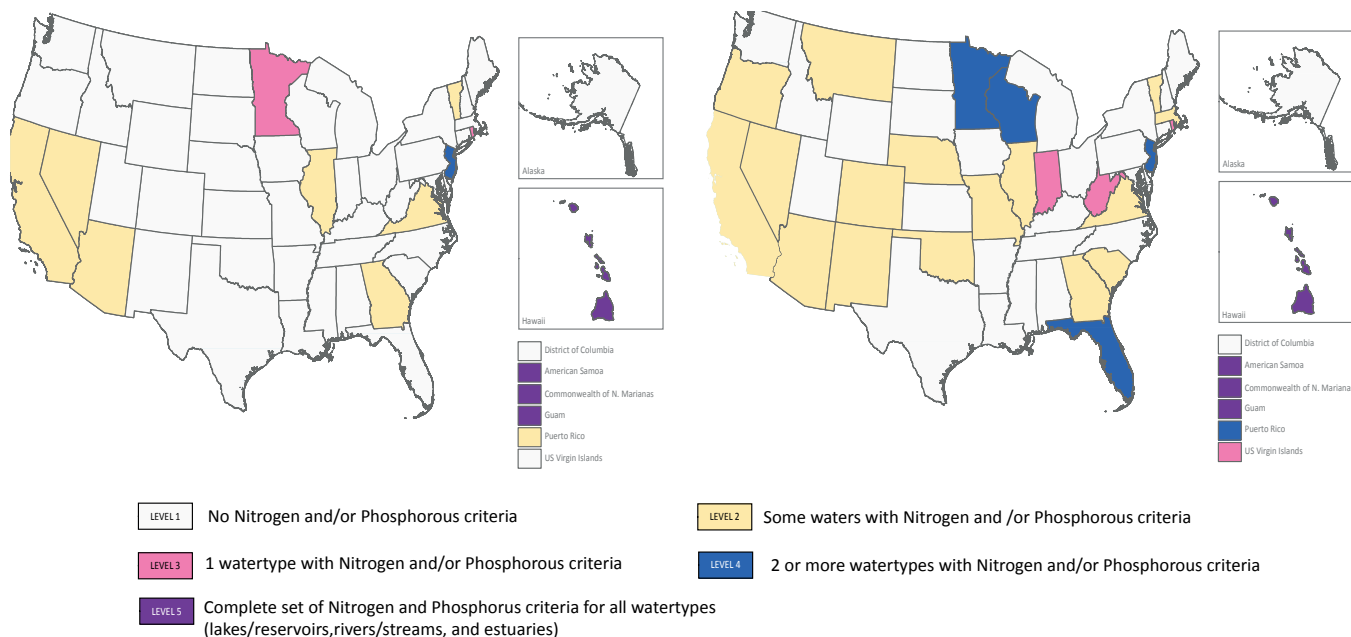 Alaska
Hawaii
District of Columbia
American Samoa
Commonwealth of N. Marianas
Guam
Puerto Rico
US Virgin Islands
Alaska
Hawaii
District of Columbia
American Samoa
Commonwealth of N. Mariana
Guam
Puerto Rico
US Virgin Islands
LEVEL 1 No Nitrogen and/or Phosphorous criteria
LEVEL 2 Some waters with Nitrogen and /or Phosphorous criteria
LEVEL 3 1 watertype with Nitrogen and/or Phosphorous criteria
LEVEL 4 2 or more watertypes with Nitrogen and/or Phosphorous criteria
LEVEL 5 Complete set of Nitrogen and Phosphorus criteria for all watertypes
(lakes/reservoirs,rivers/streams, and estuaries)